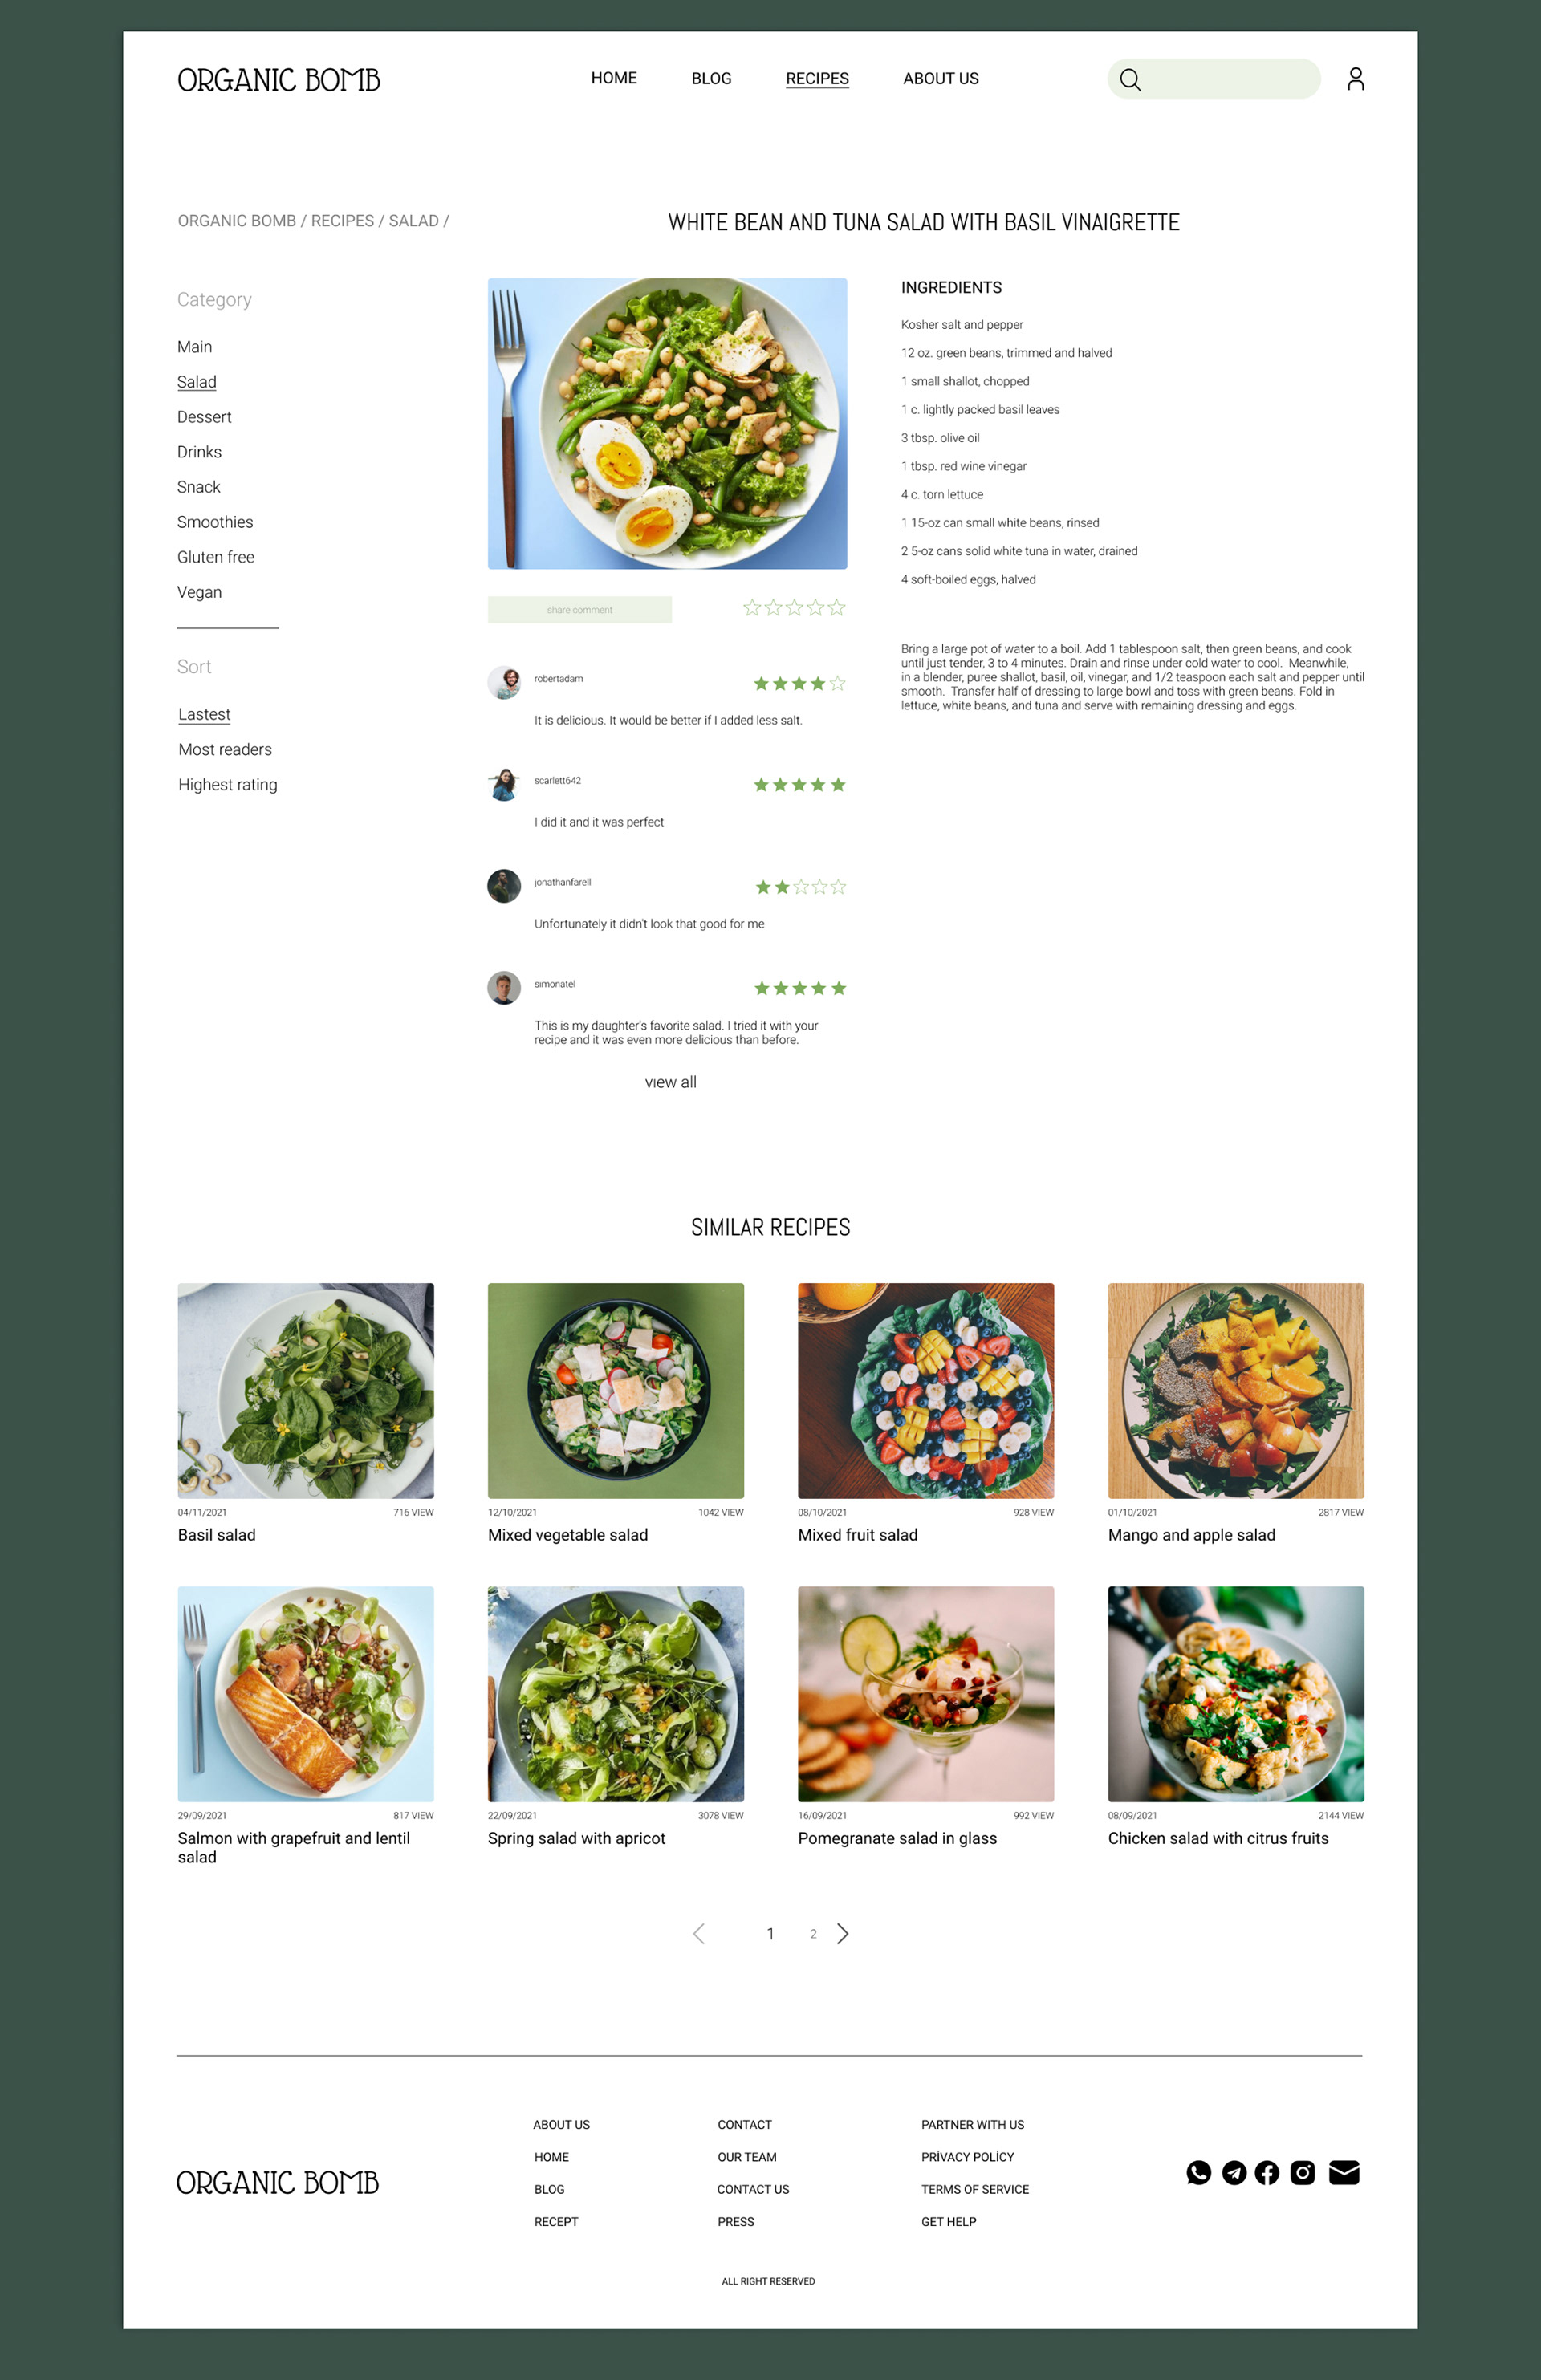 ORGANIC BOMB
HOME
BLOG
RECIPES
ABOUT US
ORGANIC BOMB / RECIPES / SALAD /
WHITE BEAN AND TUNA SALAD WITH BASIL VINAIGRETTE
Category
Main
Salad
Dessert
Drinks
Snack
Smoothies
Gluten free
Vegan
Sort
Lastest
Most readers
Highest rating
share comment
robertadam
It is delicious. It would be better if I added less salt.
scarlett642
I did it and it was perfect
jonathanfarell
Unfortunately it didn't look that good for me
sımonatel
This is my daughter's favorite salad. I tried it with your
recipe and it was even more delicious than before.
vıew all
INGREDIENTS
Kosher salt and pepper
12 oz. green beans, trimmed and halved
1 small shallot, chopped
1 c. lightly packed basil leaves
3 tbsp. olive oil
1 tbsp. red wine vinegar
4 c. torn lettuce
1 15-oz can small white beans, rinsed
2 5-oz cans solid white tuna in water, drained
4 soft-boiled eggs, halved
Bring a large pot of water to a boil. Add 1 tablespoon salt, then green beans, and cook
until just tender, 3 to 4 minutes. Drain and rinse under cold water to cool.  Meanwhile,
in a blender, puree shallot, basil, oil, vinegar, and 1/2 teaspoon each salt and pepper until
smooth.  Transfer half of dressing to large bowl and toss with green beans. Fold in
lettuce, white beans, and tuna and serve with remaining dressing and eggs.
SIMILAR RECIPES
04/11/2021
716 VIEW
Basil salad
12/10/2021
1042 VIEW
Mixed vegetable salad
08/10/2021
928 VIEW
Mixed fruit salad
01/10/2021
2817 VIEW
Mango and apple salad
29/09/2021
817 VIEW
Salmon with grapefruit and lentil
salad
22/09/2021
3078 VIEW
Spring salad with apricot
16/09/2021
992 VIEW
Pomegranate salad in glass
08/09/2021
2144 VIEW
Chicken salad with citrus fruits
1
2
ORGANIC BOMB
ABOUT US
HOME
BLOG
RECEPT
CONTACT
OUR TEAM
CONTACT US
PRESS
PARTNER WITH US
PRİVACY POLİCY
TERMS OF SERVICE
GET HELP
ALL RIGHT RESERVED